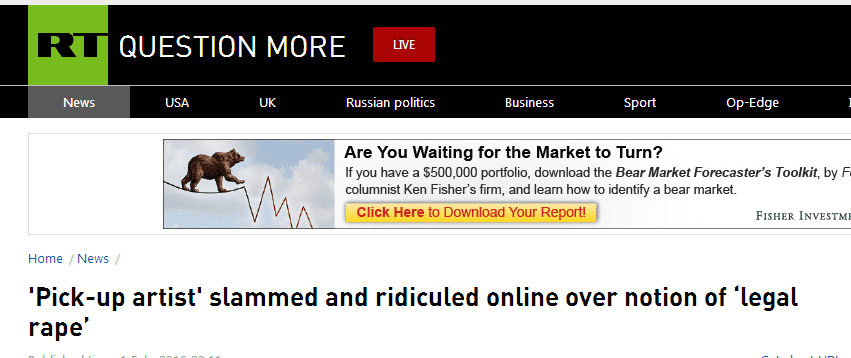 RT QUESTION MORE LIVE
News USA UK Russian politics Business Sport Op-Edge
Are You Waiting for the Market to Turn?
If you have a $500,000 portfolio, download the Bear Market Forecaster's Toolkit, by
columnist Ken Fisher's firm, and learn how to identify a bear market.
Click Here to Download Your Report!
FISHER INVESTM
Home / News /
'Pick-up artist' slammed and ridiculed online over notion of ‘legal
rape’